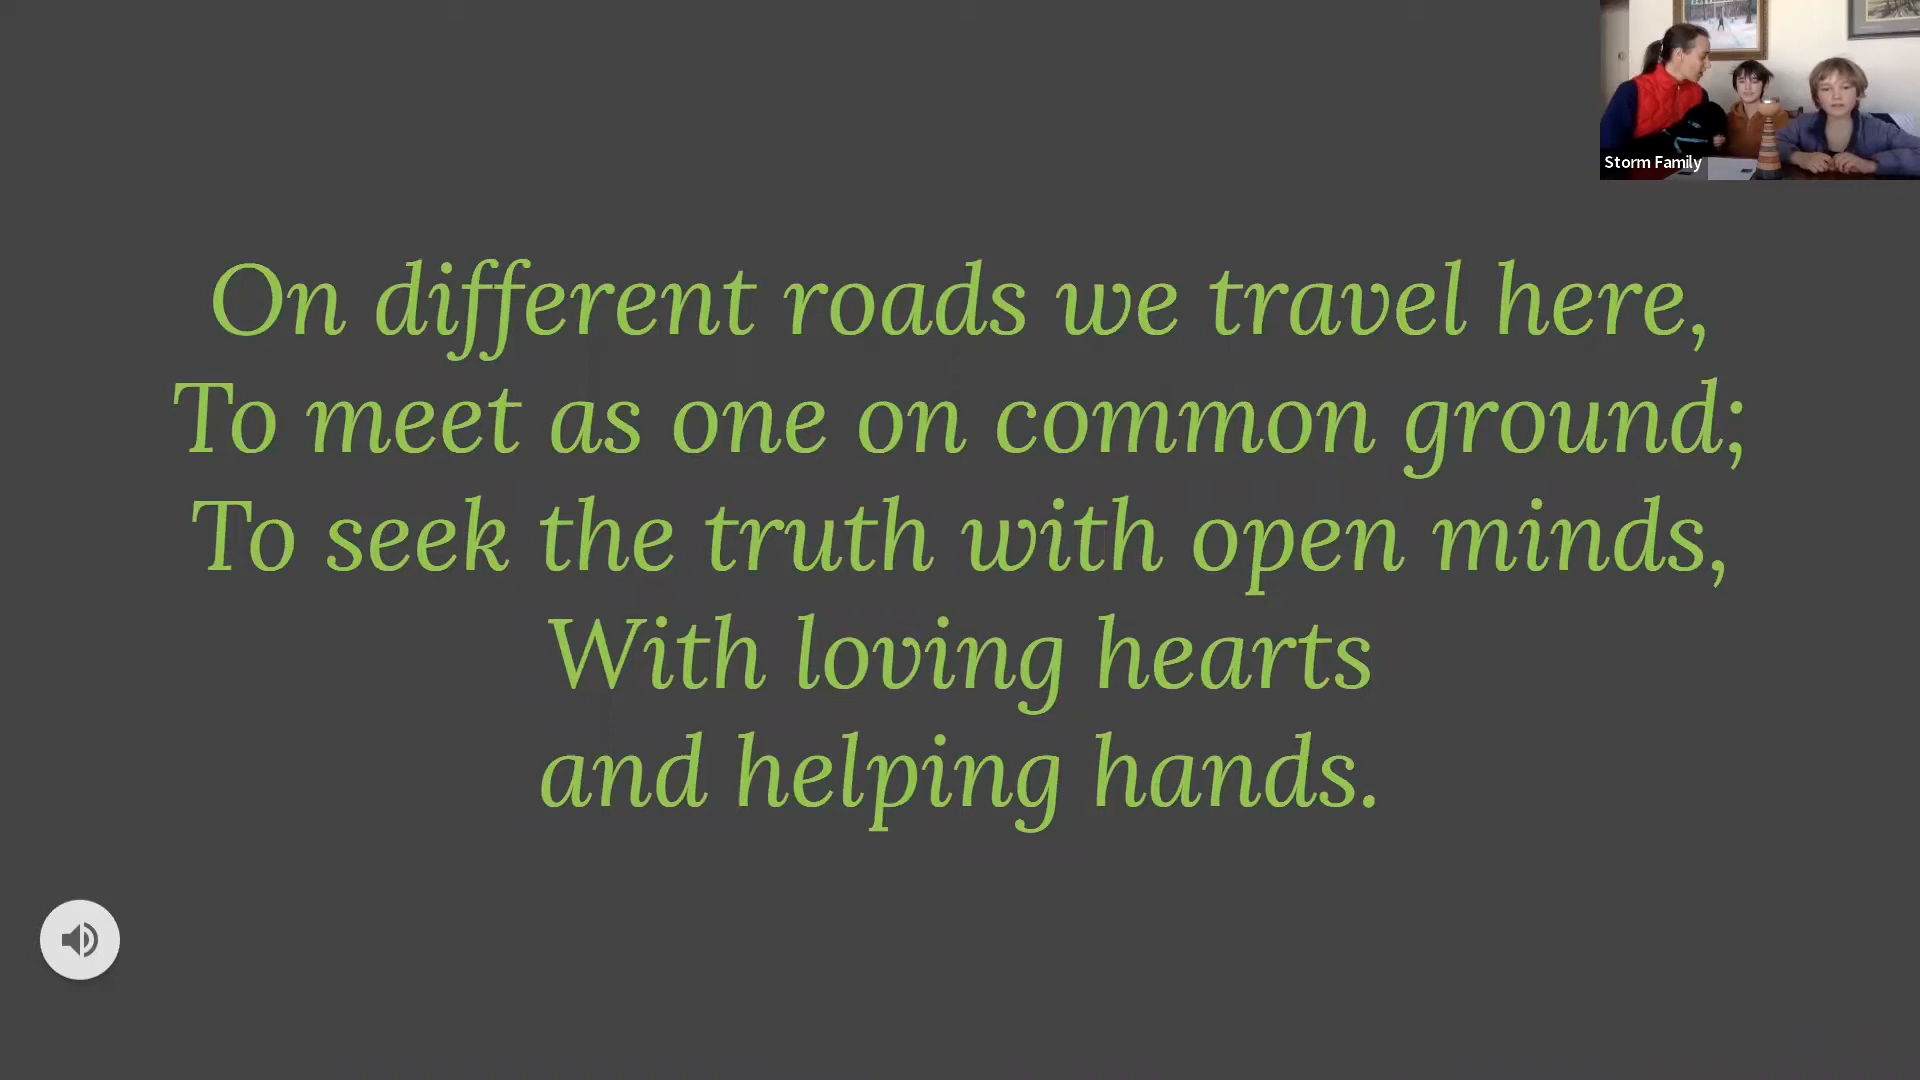 Storm Family
On different roads we travel here,
To meet as one on common ground;
To seek the truth with open minds,
With loving hearts
and helping hands.